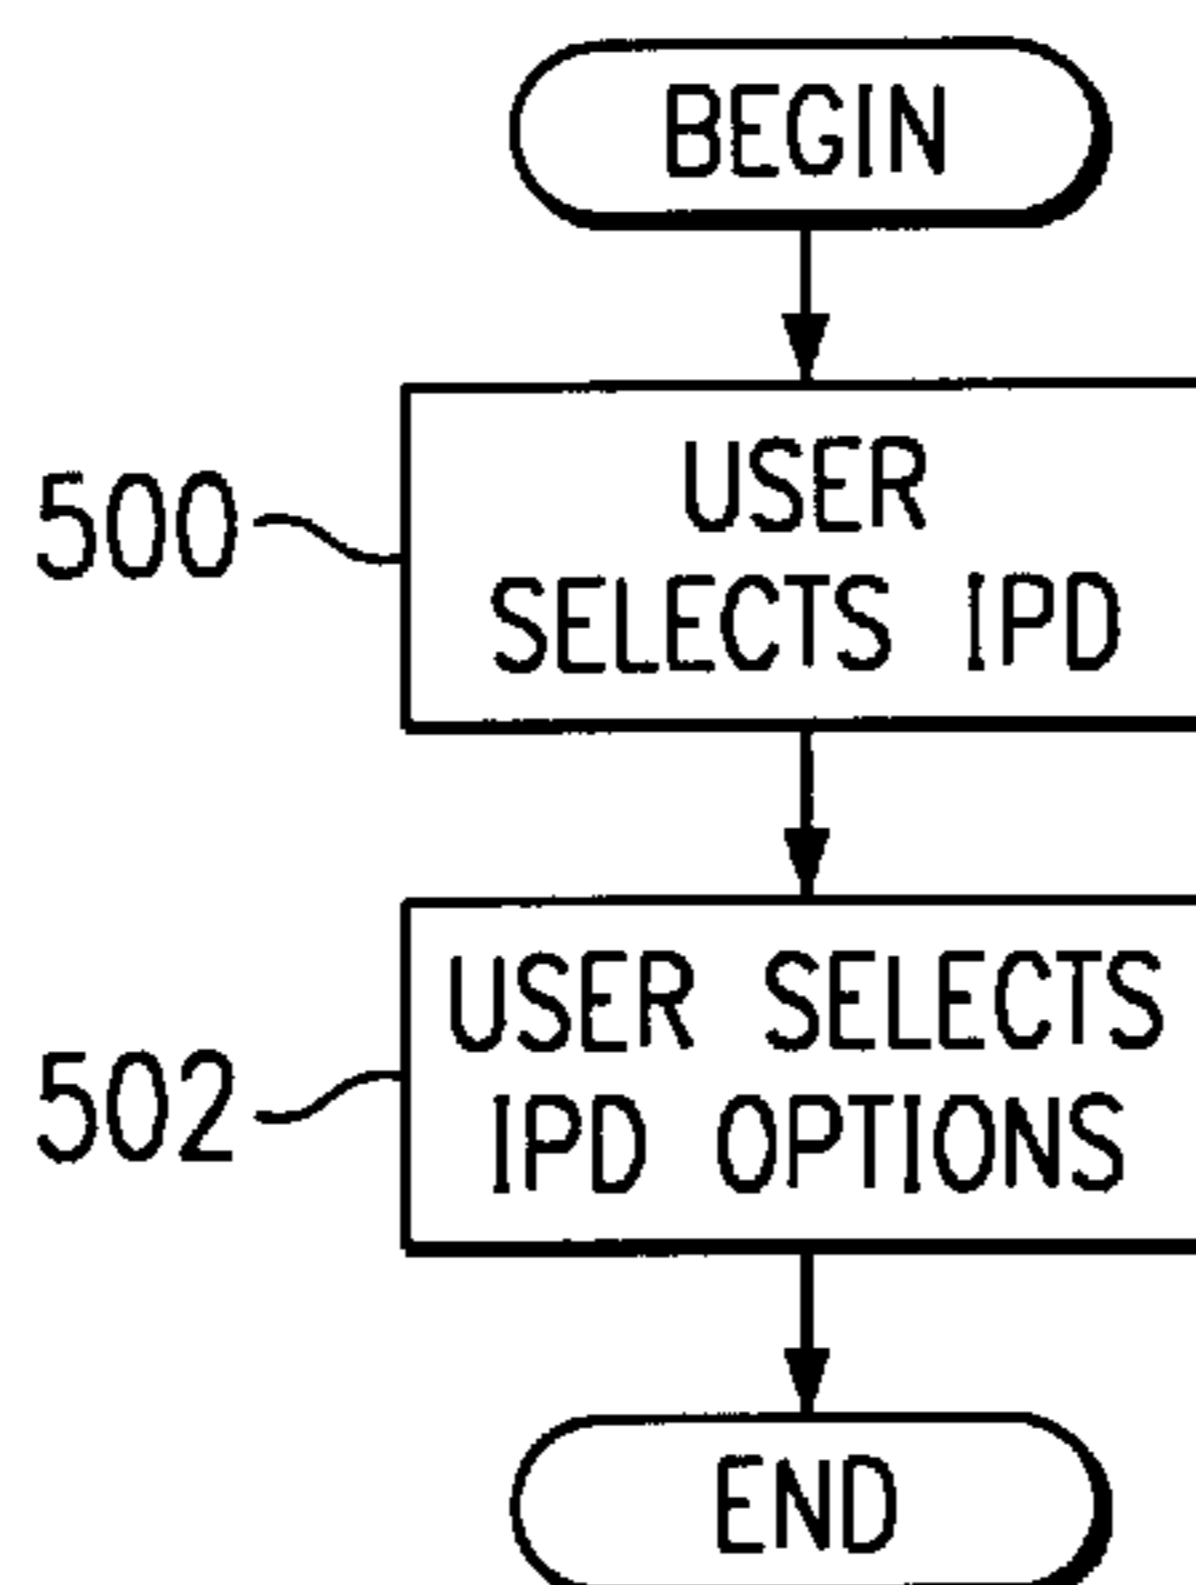 BEGIN
500
USER
SELECTS IPD
502
USER SELECTS
IPD OPTIONS
END